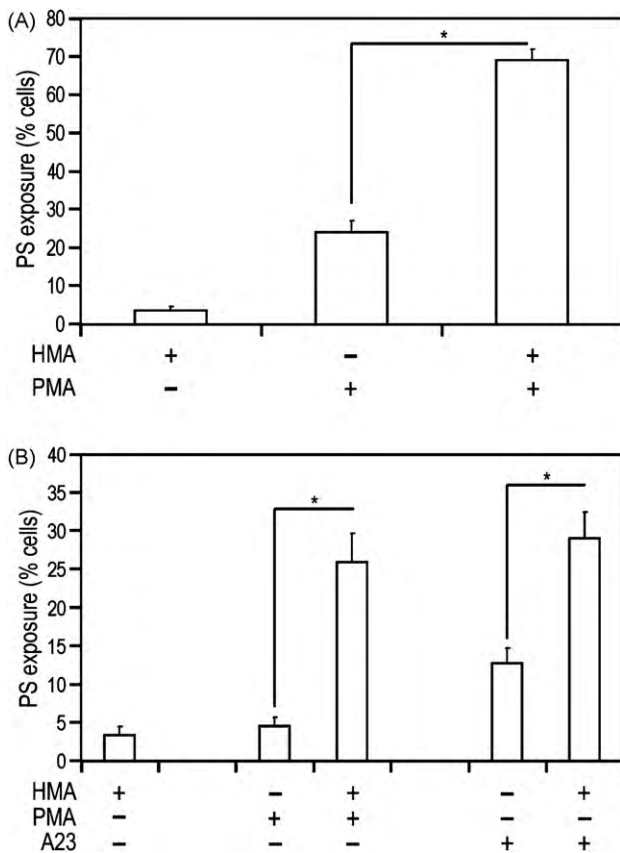 (A)
80
70
60
50
40
30
20
10
0
PS exposure (% cells)
*
HMA + – +
PMA – + +
(B)
40
35
30
25
20
15
10
5
0
PS exposure (% cells)
* *
HMA + – + – +
PMA – + + – –
A23 – – – + +